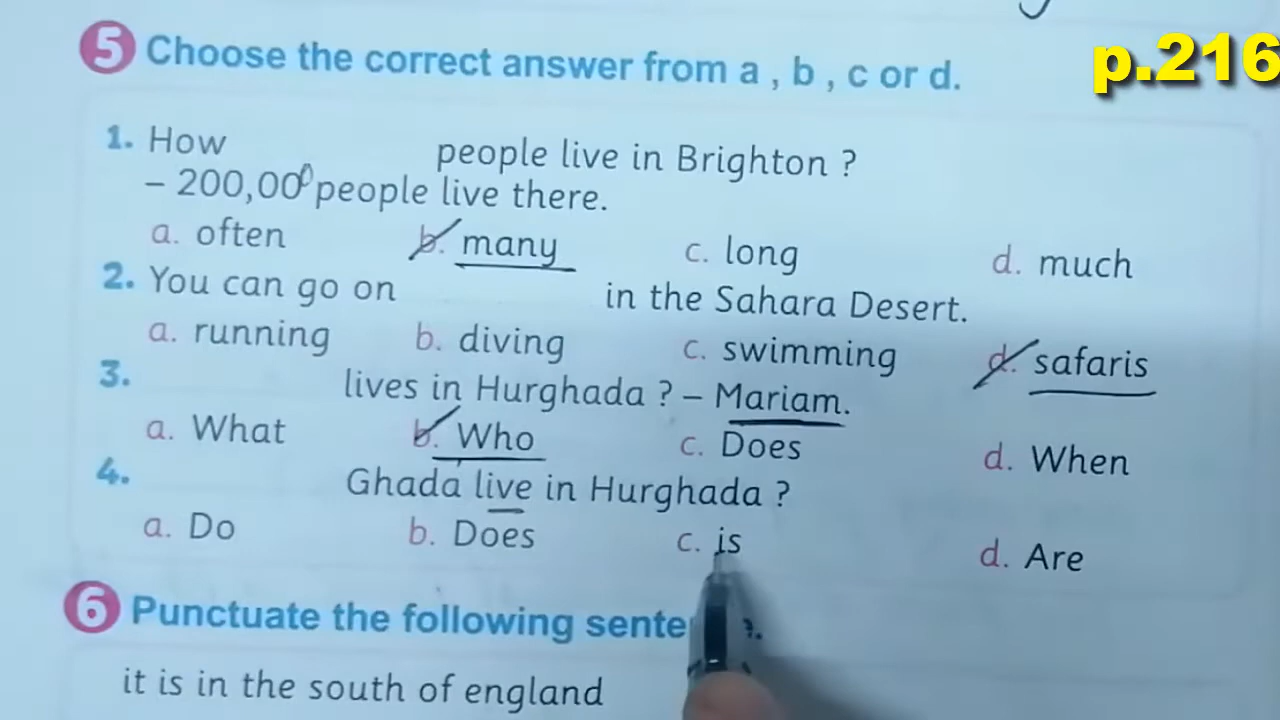 p.216
5 Choose the correct answer from a , b , c or d.
1. How people live in Brighton ?
– 200,000 people live there.
a. often b. many c. long d. much
2. You can go on in the Sahara Desert.
a. running b. diving c. swimming d. safaris
3. lives in Hurghada ? – Mariam.
a. What b. Who c. Does d. When
4. Ghada live in Hurghada ?
a. Do b. Does c. is d. Are
6 Punctuate the following
it is in the south of england